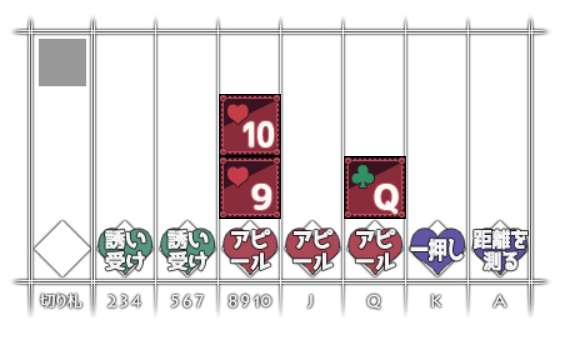 10
9
Q
誘い受け
誘い受け
アピール
アピール
アピール
一押し
距離を測る
切り札
234
567
8910
J
Q
K
A